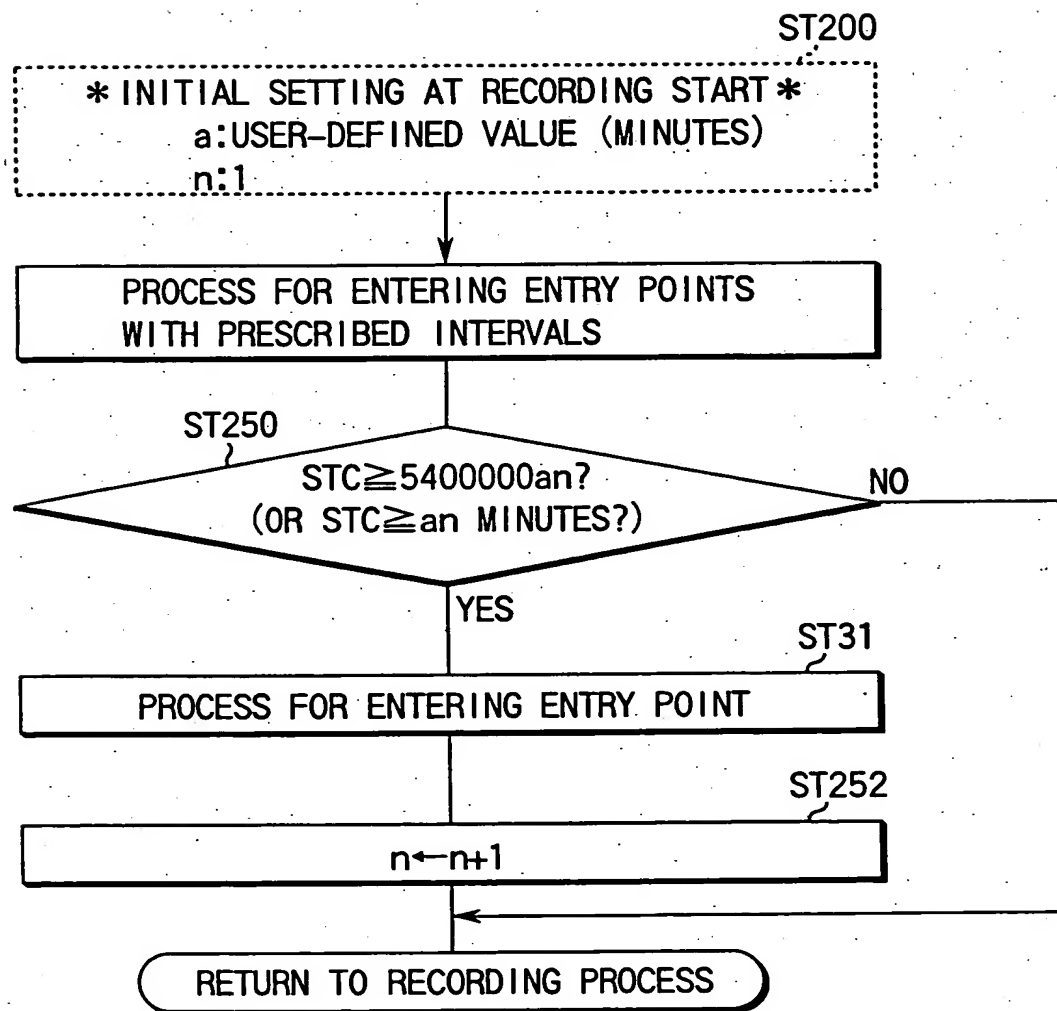 ST200
* INITIAL SETTING AT RECORDING START *
a:USER-DEFINED VALUE (MINUTES)
n:1
PROCESS FOR ENTERING ENTRY POINTS
WITH PRESCRIBED INTERVALS
ST250
STC≧5400000an?
(OR STC≧an MINUTES?)
NO
YES
ST31
PROCESS FOR ENTERING ENTRY POINT
ST252
n←n+1
RETURN TO RECORDING PROCESS